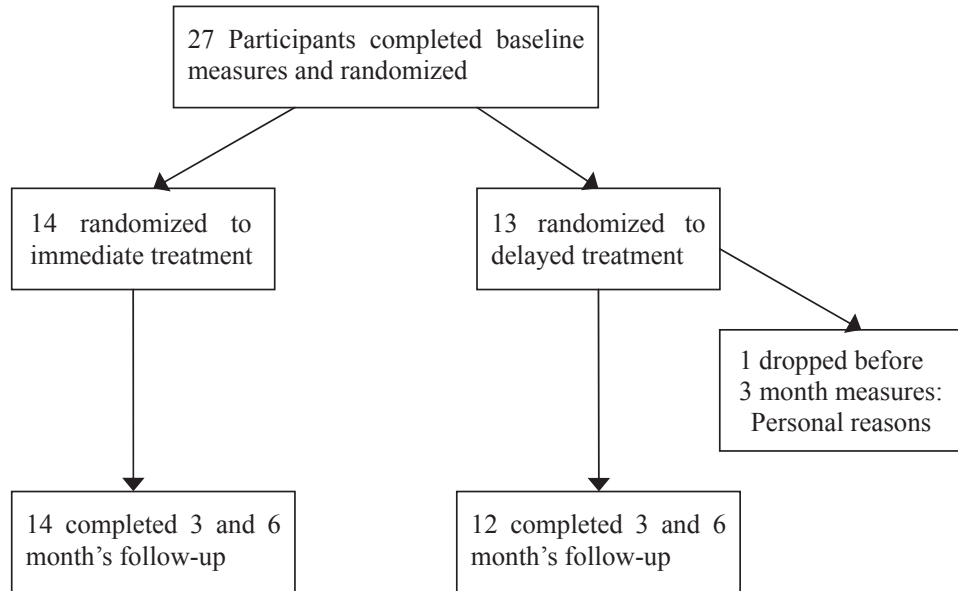 27 Participants completed baseline
measures and randomized
14 randomized to
immediate treatment
13 randomized to
delayed treatment
1 dropped before
3 month measures:
Personal reasons
14 completed 3 and 6
month’s follow-up
12 completed 3 and 6
month’s follow-up